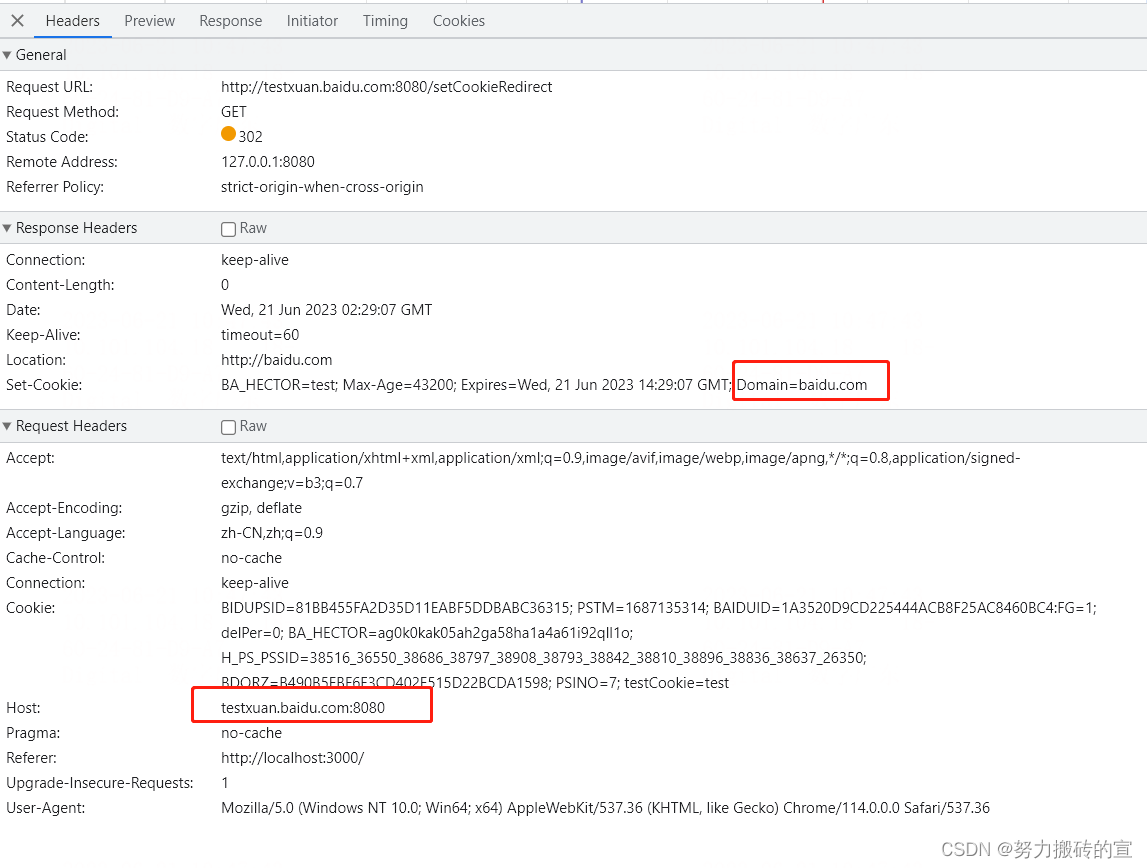 Headers Preview Response Initiator Timing Cookies
General
Request URL: http://testxuan.baidu.com:8080/setCookieRedirect
Request Method: GET
Status Code: 302
Remote Address: 127.0.0.1:8080
Referrer Policy: strict-origin-when-cross-origin
Response Headers Raw
Connection: keep-alive
Content-Length: 0
Date: Wed, 21 Jun 2023 02:29:07 GMT
Keep-Alive: timeout=60
Location: http://baidu.com
Set-Cookie: BA_HECTOR=test; Max-Age=43200; Expires=Wed, 21 Jun 2023 14:29:07 GMT; Domain=baidu.com
Request Headers Raw
Accept: text/html,application/xhtml+xml,application/xml;q=0.9,image/avif,image/webp,image/apng,*/*;q=0.8,application/signed-
exchange;v=b3;q=0.7
Accept-Encoding: gzip, deflate
Accept-Language: zh-CN,zh;q=0.9
Cache-Control: no-cache
Connection: keep-alive
Cookie: BIDUPSID=81BB455FA2D35D11EABF5DDBABC36315; PSTM=1687135314; BAIDUID=1A3520D9CD225444ACB8F25AC8460BC4:FG=1;
delPer=0; BA_HECTOR=ag0k0kak05ah2ga58ha1a4a61i92qll1o;
H_PS_PSSID=38516_36550_38686_38797_38908_38793_38842_38810_38896_38836_38637_26350;
BDORZ=B490B5EBF6F3CD402E515D22BCDA1598; PSINO=7; testCookie=test
Host: testxuan.baidu.com:8080
Pragma: no-cache
Referer: http://localhost:3000/
Upgrade-Insecure-Requests: 1
User-Agent: Mozilla/5.0 (Windows NT 10.0; Win64; x64) AppleWebKit/537.36 (KHTML, like Gecko) Chrome/114.0.0.0 Safari/537.36
CSDN @努力搬砖的宣